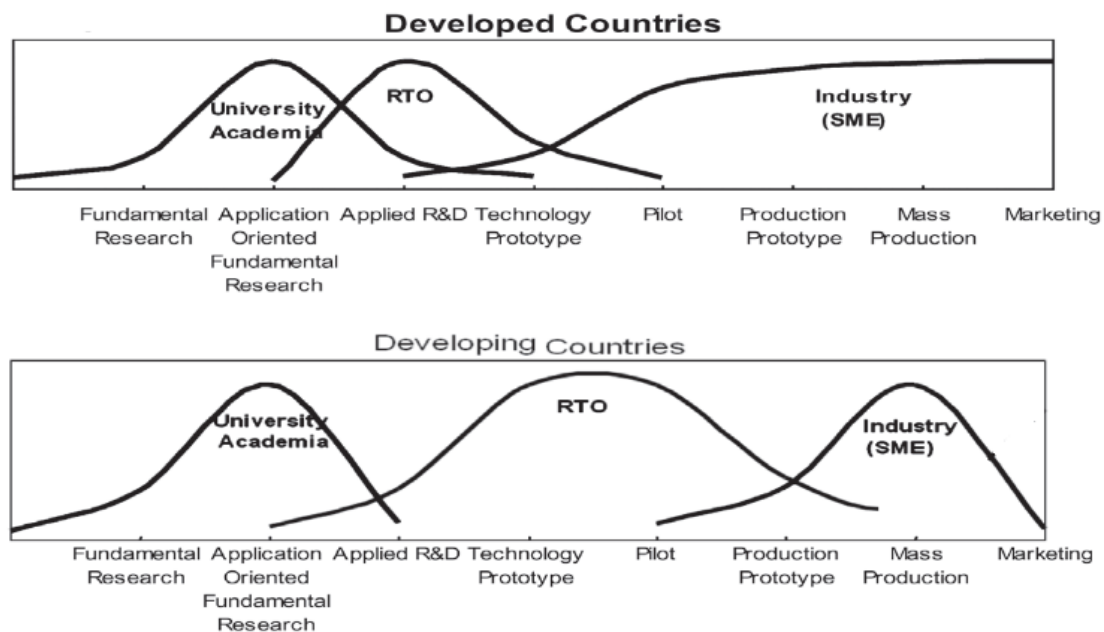 Developed Countries
University
Academia
RTO
Industry
(SME)
Fundamental
Research
Application
Oriented
Fundamental
Research
Applied R&D
Technology
Prototype
Pilot
Production
Prototype
Mass
Production
Marketing
Developing Countries
University
Academia
RTO
Industry
(SME)
Fundamental
Research
Application
Oriented
Fundamental
Research
Applied R&D
Technology
Prototype
Pilot
Production
Prototype
Mass
Production
Marketing